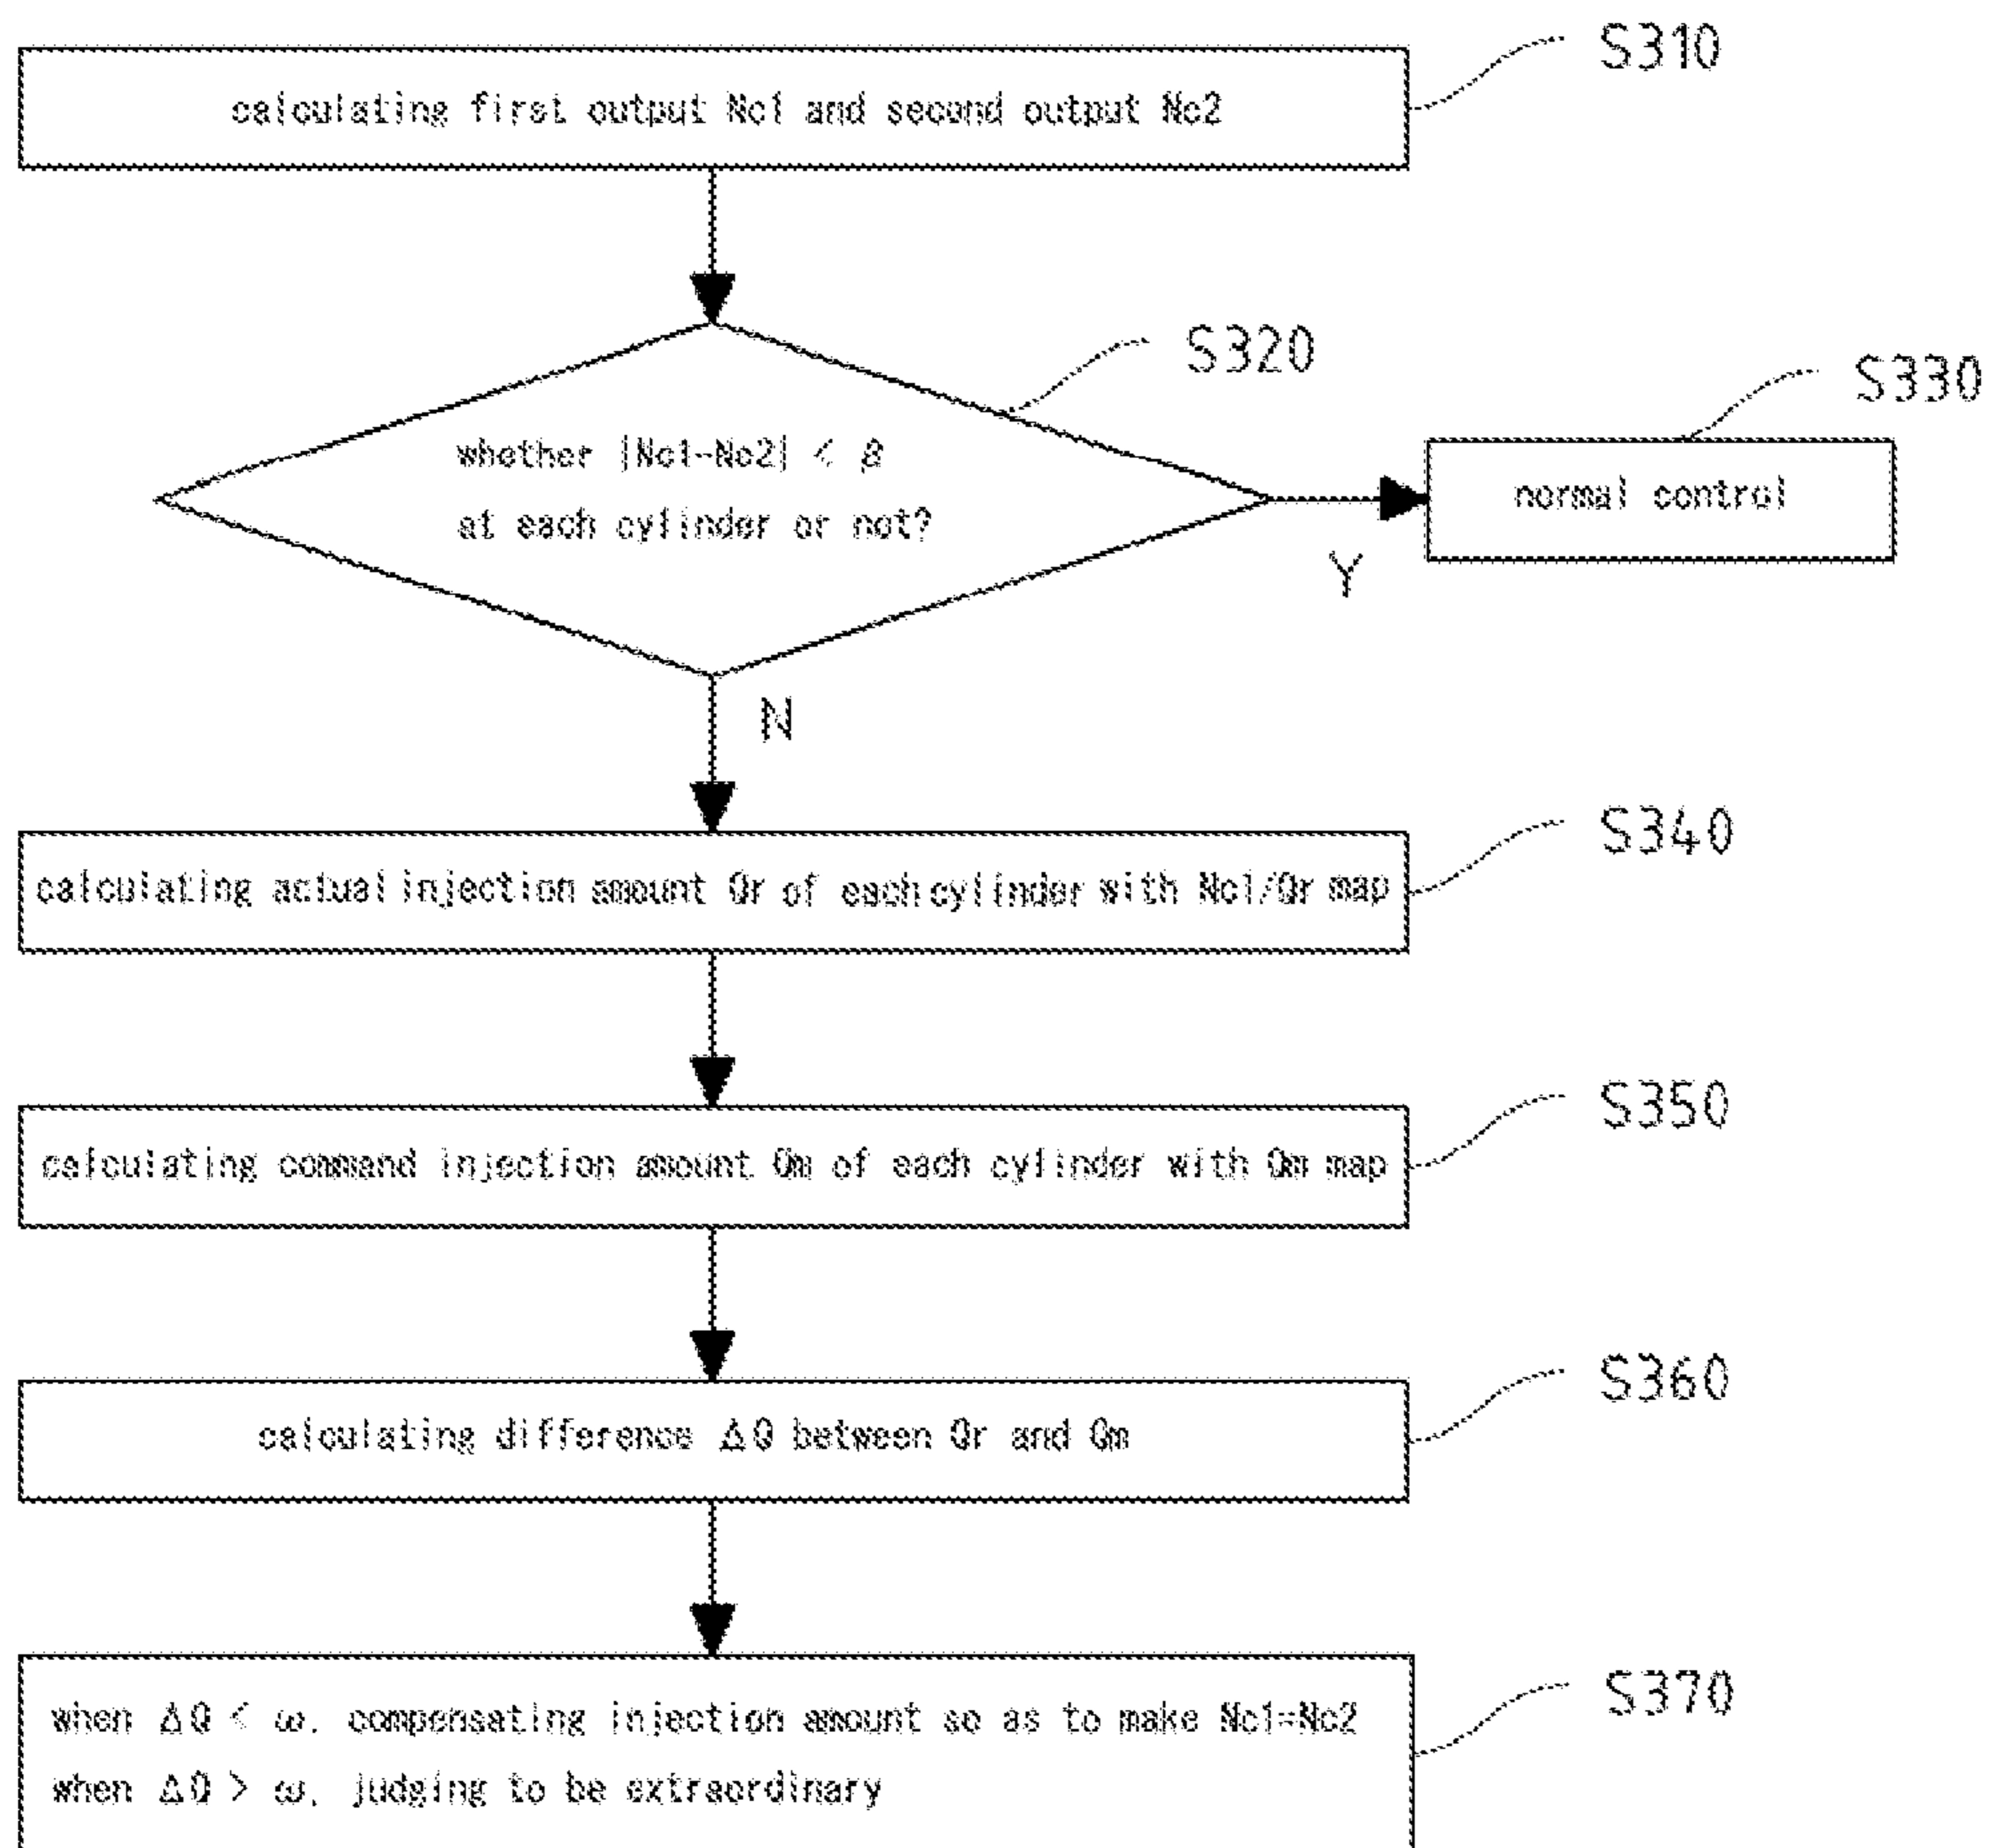 S310
calculating first output Nc1 and second output Nc2
S320
S330
whether |Nc1-Nc2| < β
at each cylinder or not?
normal control
Y
N
S340
calculating actual injection amount Qr of each cylinder with Nc1/Qr map
S350
calculating command injection amount Qm of each cylinder with Qm map
S360
calculating difference ΔQ between Qr and Qm
S370
when ΔQ < ω, compensating injection amount so as to make Nc1=Nc2
when ΔQ > ω, judging to be extraordinary